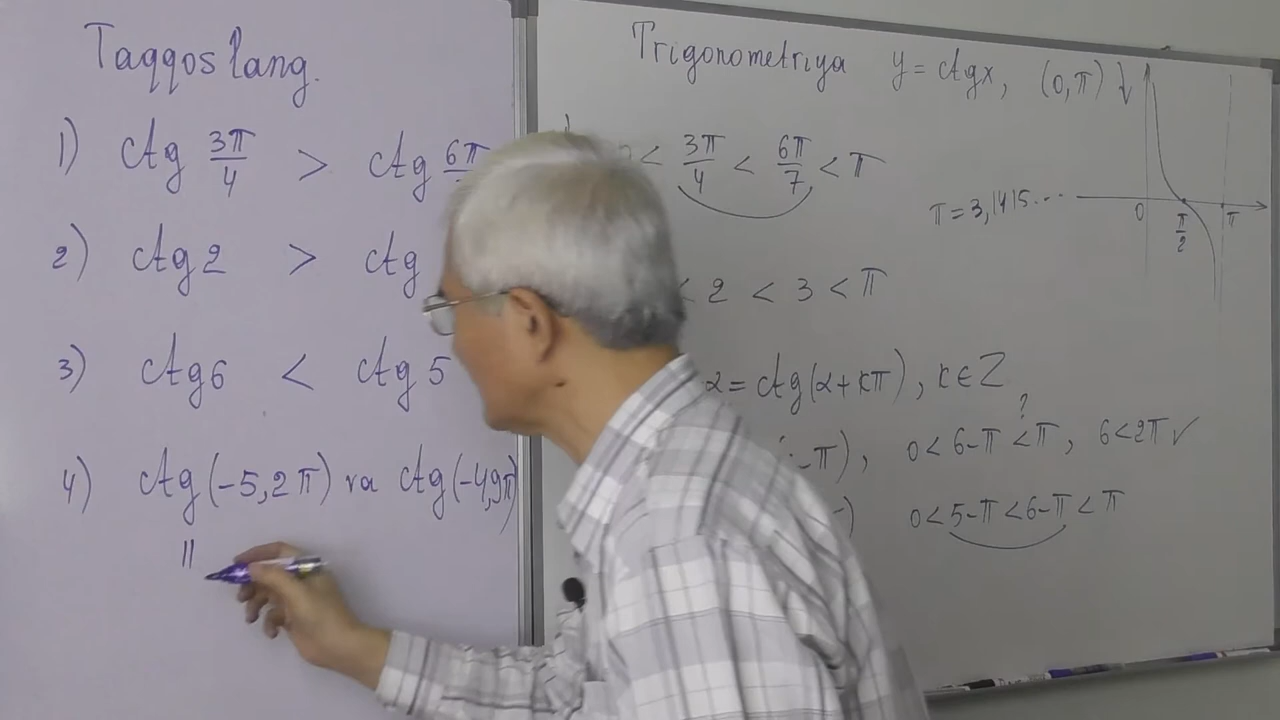 Taqqoslang.
1) ctg 3π/4 > ctg 6π
2) ctg 2 > ctg
3) ctg 6 < ctg 5
4) ctg(-5,2π) va ctg(-4,9π)
||
Trigonometriya y = ctgx, (0,π) ↓
< 3π/4 < 6π/7 < π
π = 3,1415...
0 π/2 π
< 2 < 3 < π
α = ctg(α+kπ), k∈Z
-π), 0 < 6-π < π, 6 < 2π ✓
?
) 0 < 5-π < 6-π < π